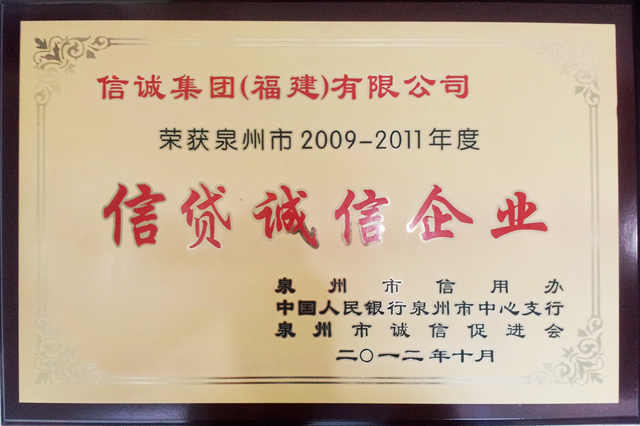 信诚集团(福建)有限公司
荣获泉州市2009-2011年度
信贷诚信企业
泉州市信用办
中国人民银行泉州市中心支行
泉州市诚信促进会
二〇一二年十月